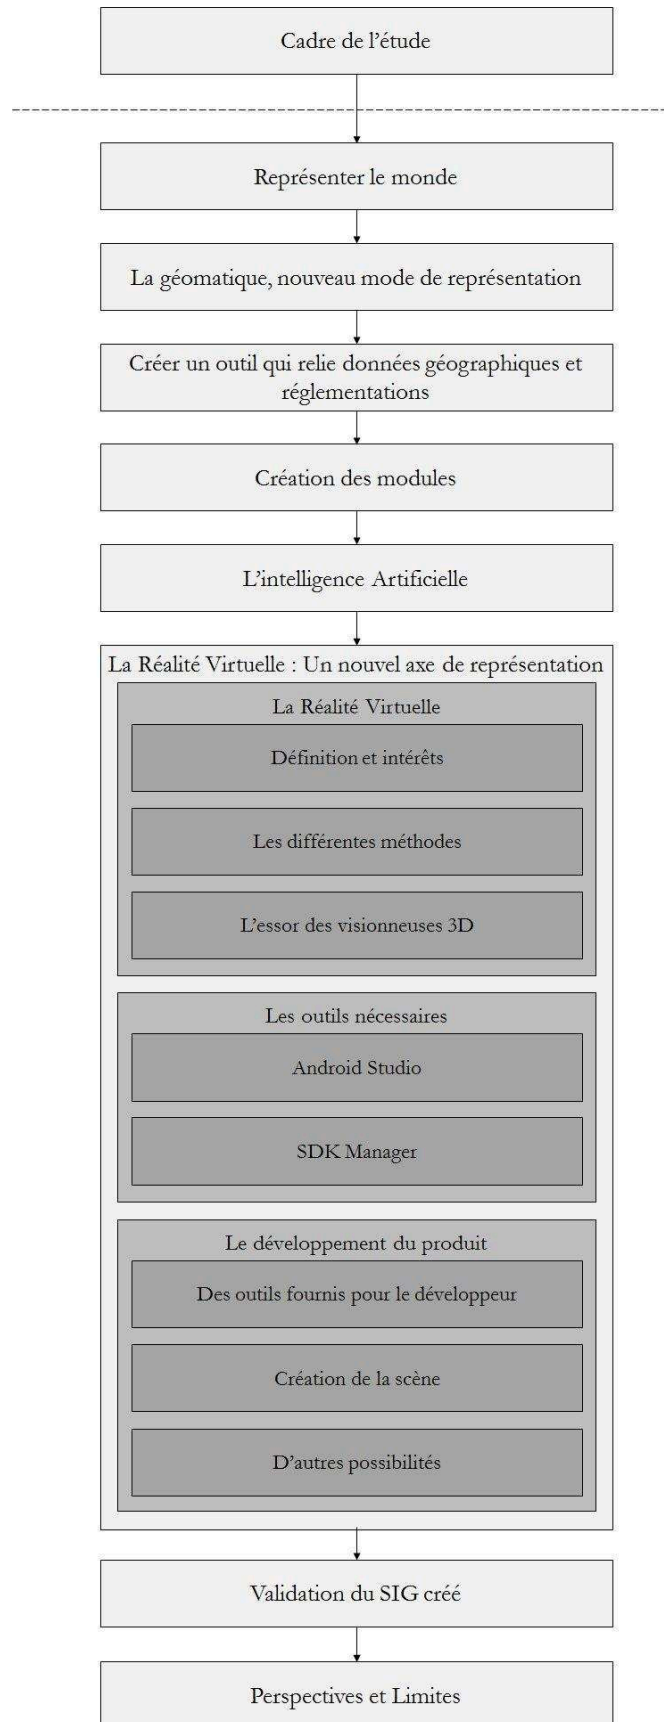 Cadre de l'étude
Représenter le monde
La géomatique, nouveau mode de représentation
Créer un outil qui relie données géographiques et
réglementations
Création des modules
L'intelligence Artificielle
La Réalité Virtuelle : Un nouvel axe de représentation
La Réalité Virtuelle
Définition et intérêts
Les différentes méthodes
L'essor des visionneuses 3D
Les outils nécessaires
Android Studio
SDK Manager
Le développement du produit
Des outils fournis pour le développeur
Création de la scène
D'autres possibilités
Validation du SIG créé
Perspectives et Limites